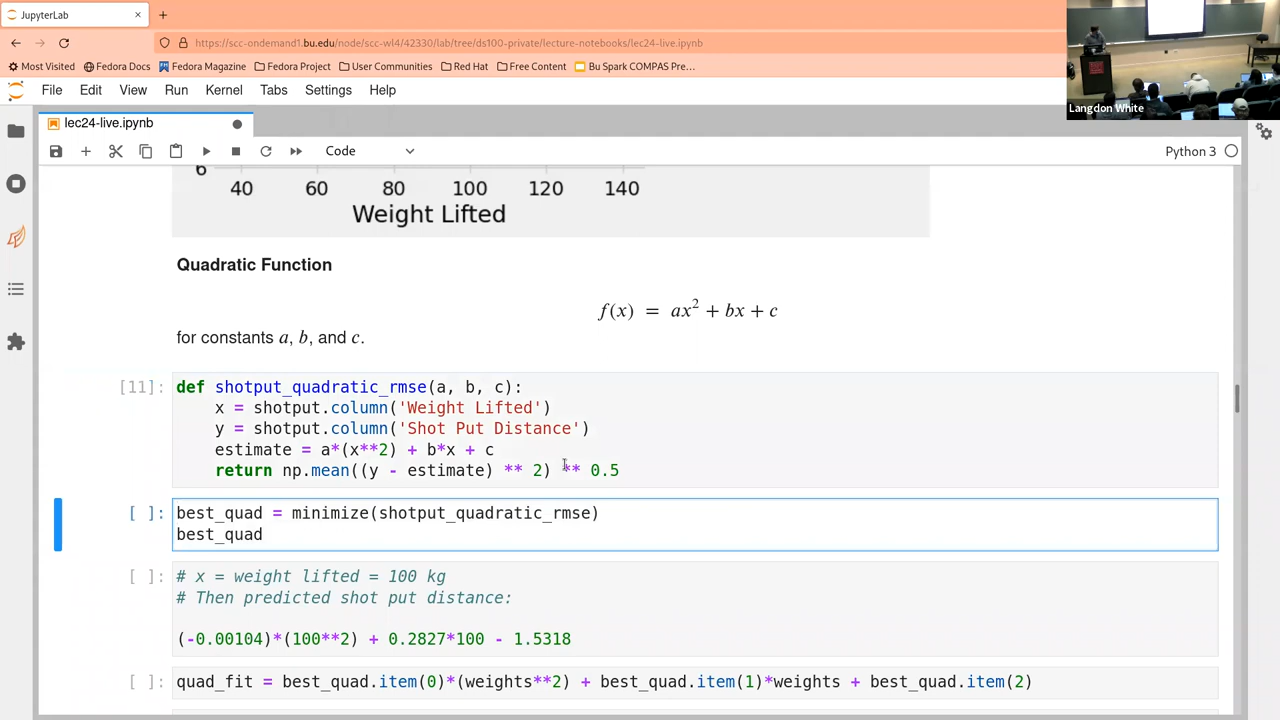 JupyterLab
https://scc-ondemand1.bu.edu/node/scc-wl4/42330/lab/tree/ds100-private/lecture-notebooks/lec24-live.ipynb
Most Visited Fedora Docs Fedora Magazine Fedora Project User Communities Red Hat Free Content Bu Spark COMPAS Pre…
Langdon White
File Edit View Run Kernel Tabs Settings Help
lec24-live.ipynb
Code
Python 3
6
40 60 80 100 120 140
Weight Lifted
Quadratic Function
f(x) = ax² + bx + c
for constants a, b, and c.
[11]: def shotput_quadratic_rmse(a, b, c):
x = shotput.column('Weight Lifted')
y = shotput.column('Shot Put Distance')
estimate = a*(x**2) + b*x + c
return np.mean((y - estimate) ** 2) ** 0.5
[ ]: best_quad = minimize(shotput_quadratic_rmse)
best_quad
[ ]: # x = weight lifted = 100 kg
# Then predicted shot put distance:
(-0.00104)*(100**2) + 0.2827*100 - 1.5318
[ ]: quad_fit = best_quad.item(0)*(weights**2) + best_quad.item(1)*weights + best_quad.item(2)